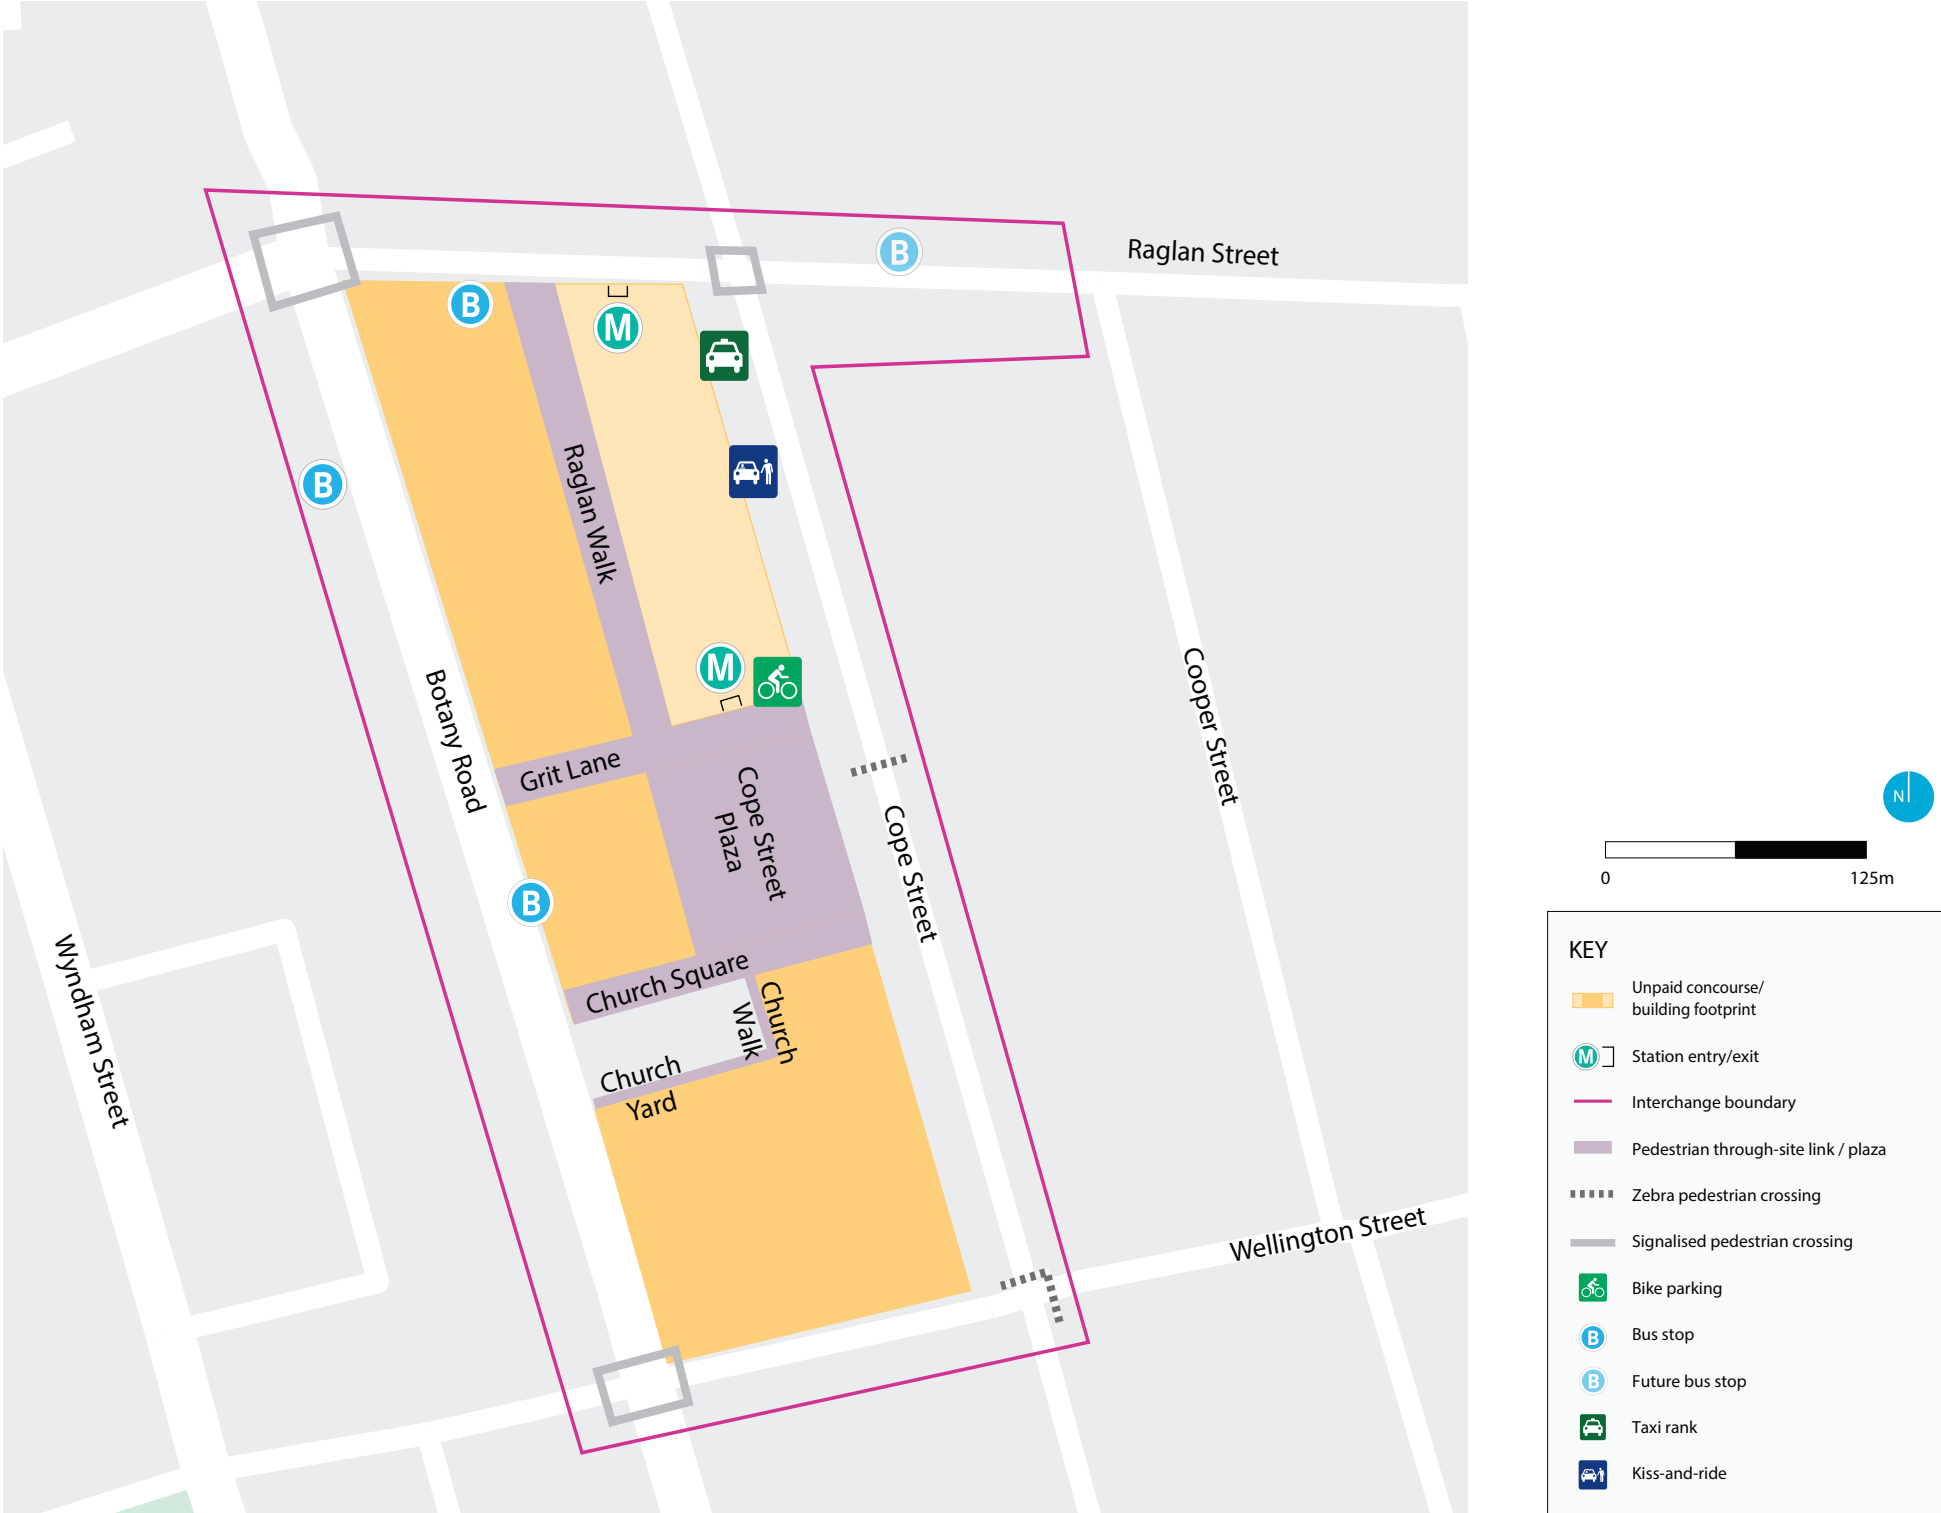 Raglan Street
B
B
M
Raglan Walk
B
M
Botany Road
Grit Lane
Cope Street
Plaza
Cope Street
Cooper Street
B
Church Square
Church
Walk
Church
Yard
Wyndham Street
Wellington Street
N
0 125m
KEY
Unpaid concourse/
building footprint
M Station entry/exit
Interchange boundary
Pedestrian through-site link / plaza
Zebra pedestrian crossing
Signalised pedestrian crossing
Bike parking
B Bus stop
B Future bus stop
Taxi rank
Kiss-and-ride